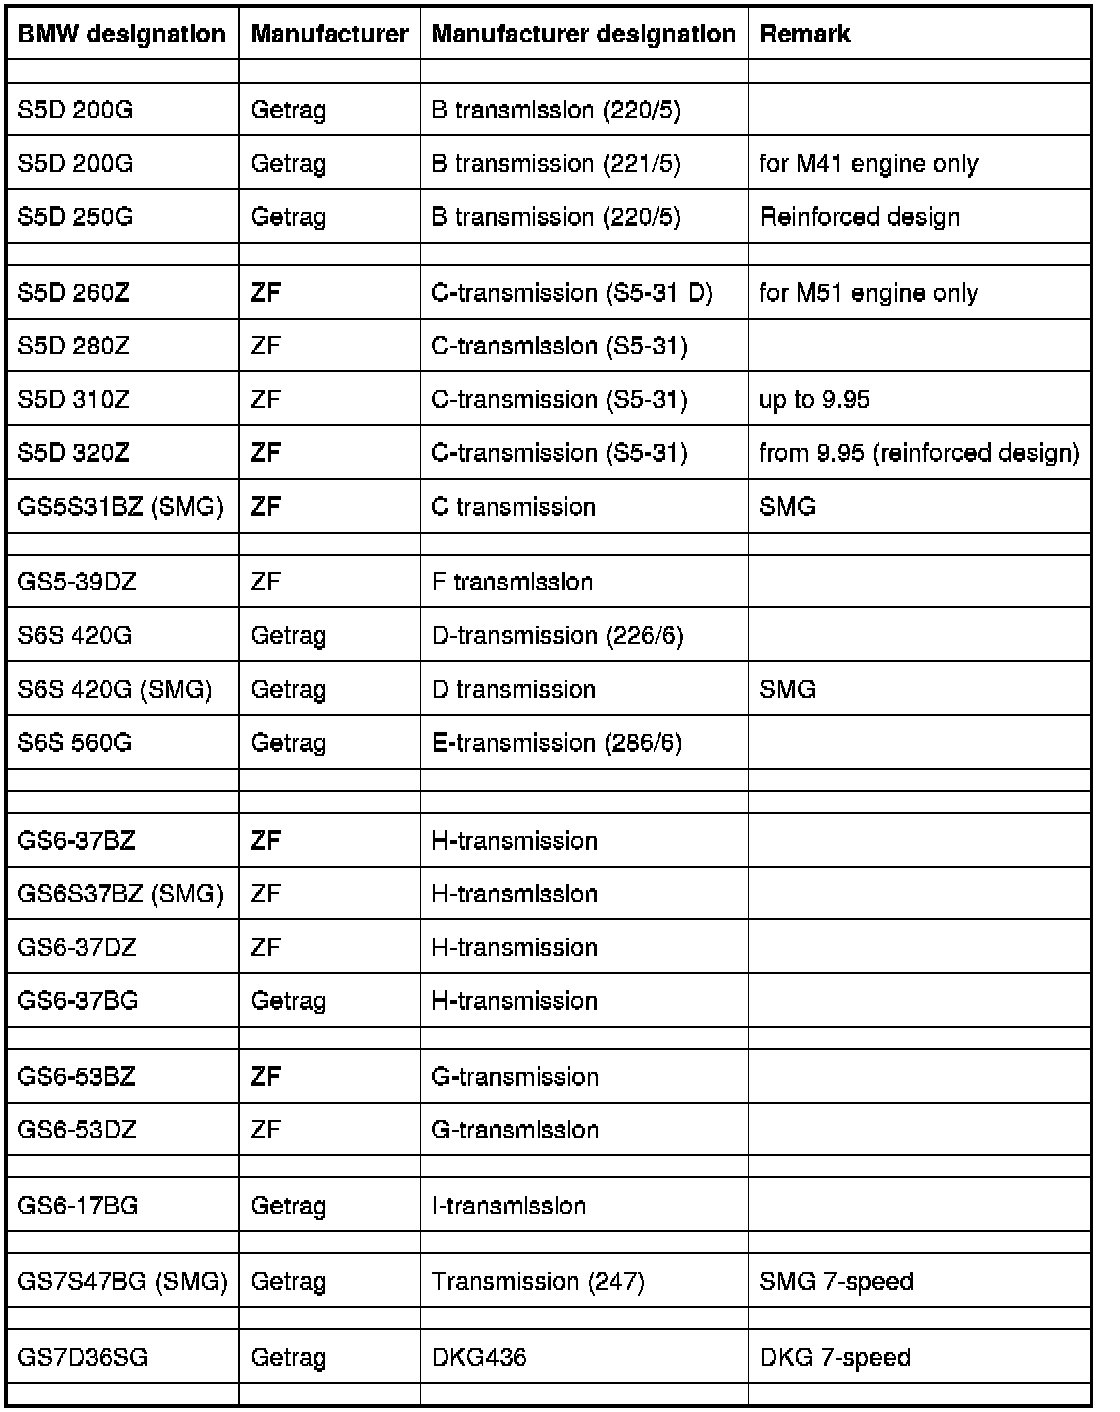 BMW designation Manufacturer Manufacturer designation Remark
S5D 200G Getrag B transmission (220/5)
S5D 200G Getrag B transmission (221/5) for M41 engine only
S5D 250G Getrag B transmission (220/5) Reinforced design
S5D 260Z ZF C-transmission (S5-31 D) for M51 engine only
S5D 280Z ZF C-transmission (S5-31)
S5D 310Z ZF C-transmission (S5-31) up to 9.95
S5D 320Z ZF C-transmission (S5-31) from 9.95 (reinforced design)
GS5S31BZ (SMG) ZF C transmission SMG
GS5-39DZ ZF F transmission
S6S 420G Getrag D-transmission (226/6)
S6S 420G (SMG) Getrag D transmission SMG
S6S 560G Getrag E-transmission (286/6)
GS6-37BZ ZF H-transmission
GS6S37BZ (SMG) ZF H-transmission
GS6-37DZ ZF H-transmission
GS6-37BG Getrag H-transmission
GS6-53BZ ZF G-transmission
GS6-53DZ ZF G-transmission
GS6-17BG Getrag I-transmission
GS7S47BG (SMG) Getrag Transmission (247) SMG 7-speed
GS7D36SG Getrag DKG436 DKG 7-speed